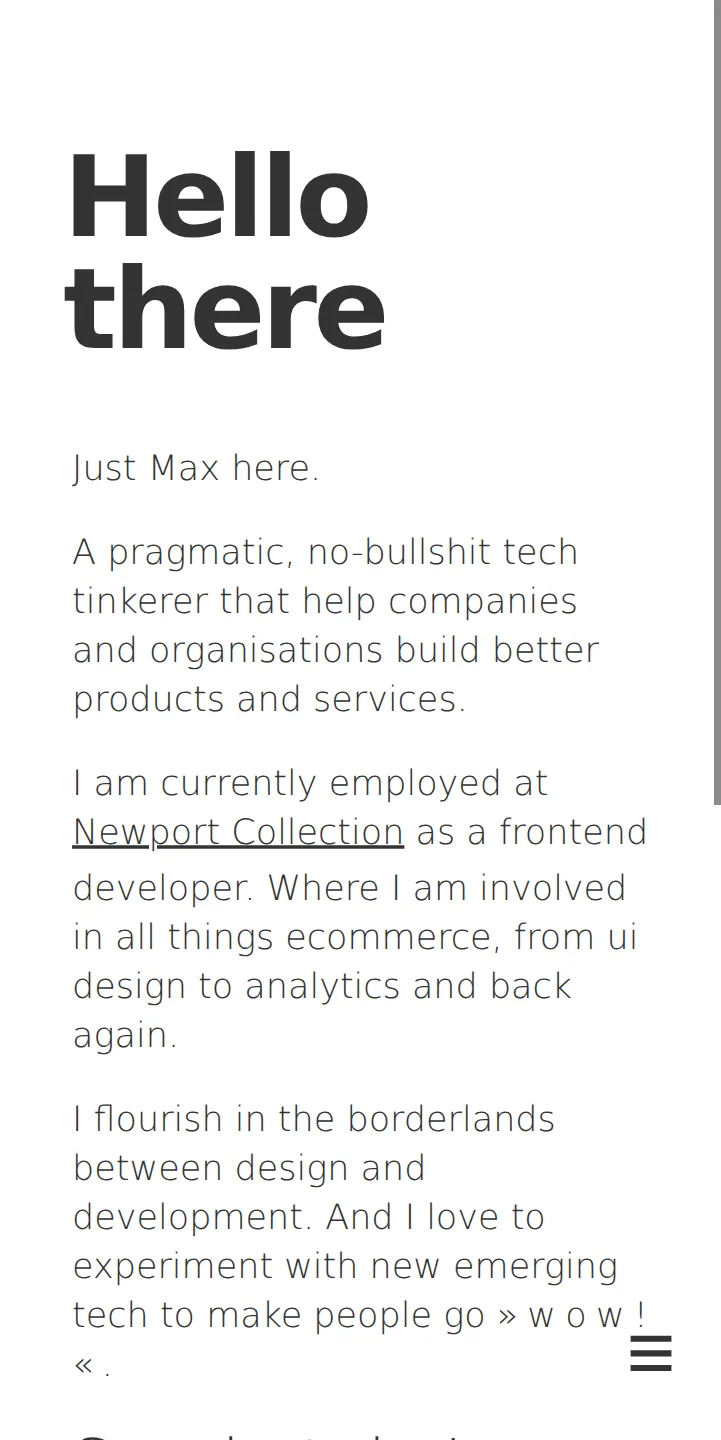 Hello
there
Just Max here.
A pragmatic, no-bullshit tech
tinkerer that help companies
and organisations build better
products and services.
I am currently employed at
Newport Collection as a frontend
developer. Where I am involved
in all things ecommerce, from ui
design to analytics and back
again.
I flourish in the borderlands
between design and
development. And I love to
experiment with new emerging
tech to make people go » w o w !
« .